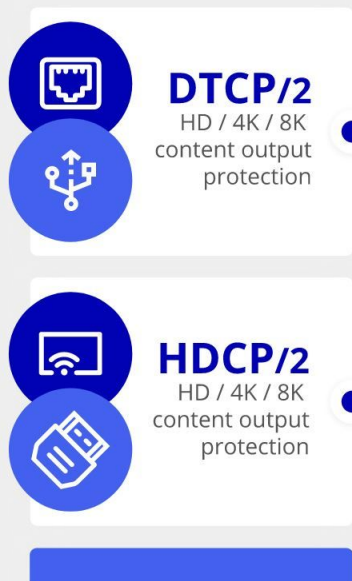 DTCP/2
HD / 4K / 8K
content output
protection
HDCP/2
HD / 4K / 8K
content output
protection